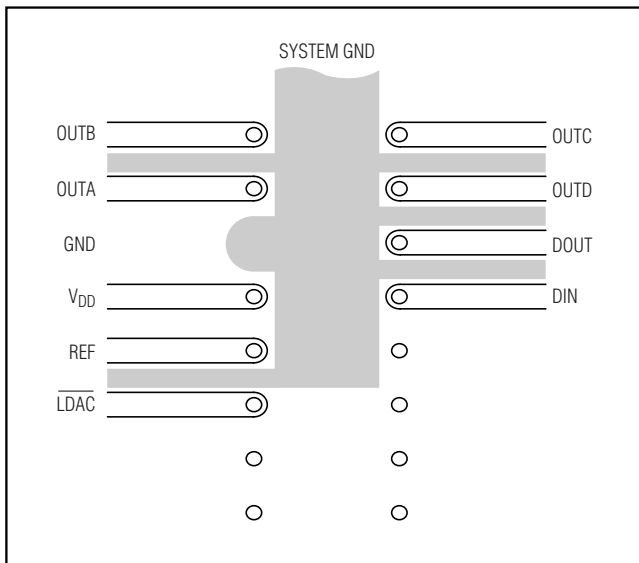 SYSTEM GND
OUTB
OUTC
OUTA
OUTD
GND
DOUT
VDD
DIN
REF
LDAC